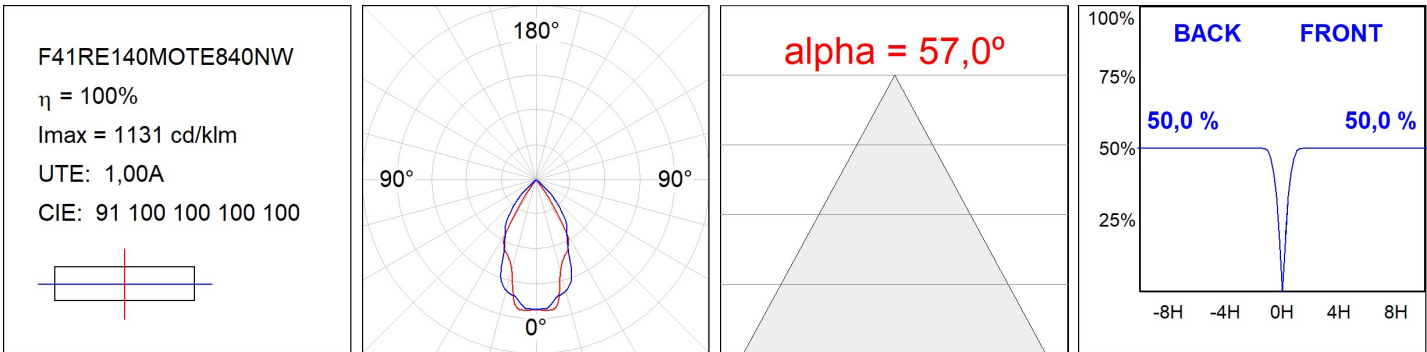 F41RE140MOTE840NW
η = 100%
Imax = 1131 cd/klm
UTE: 1,00A
CIE: 91 100 100 100 100
180°
90° 90°
0°
alpha = 57,0º
100%
BACK FRONT
75%
50,0 % 50,0 %
50%
25%
-8H -4H 0H 4H 8H